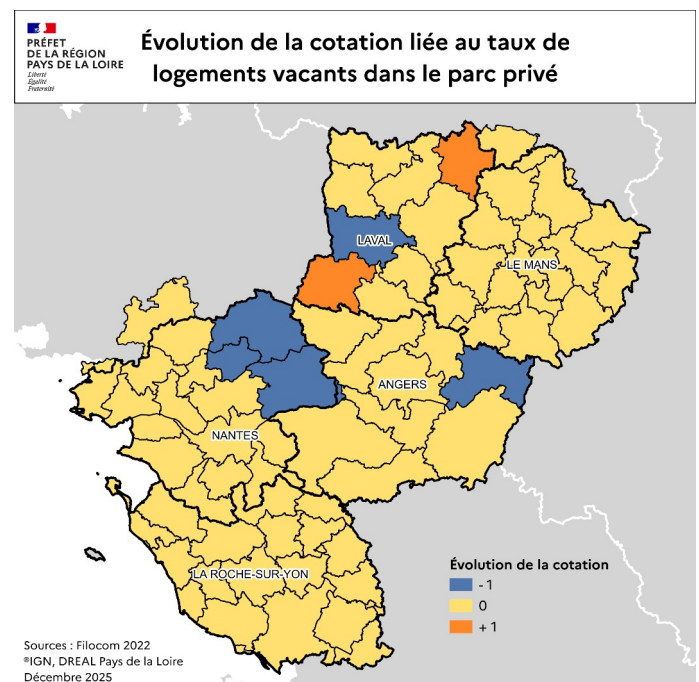 PRÉFET
DE LA RÉGION
PAYS DE LA LOIRE
Liberté
Égalité
Fraternité
Évolution de la cotation liée au taux de
logements vacants dans le parc privé
LAVAL
LE MANS
ANGERS
NANTES
LA ROCHE-SUR-YON
Évolution de la cotation
- 1
0
+ 1
Sources : Filocom 2022
®IGN, DREAL Pays de la Loire
Décembre 2025